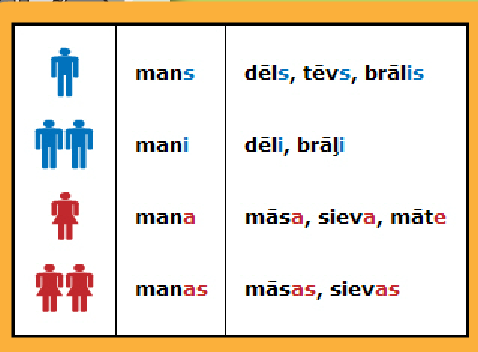 mans dēls, tēvs, brālis
mani dēli, brāļi
mana māsa, sieva, māte
manas māsas, sievas